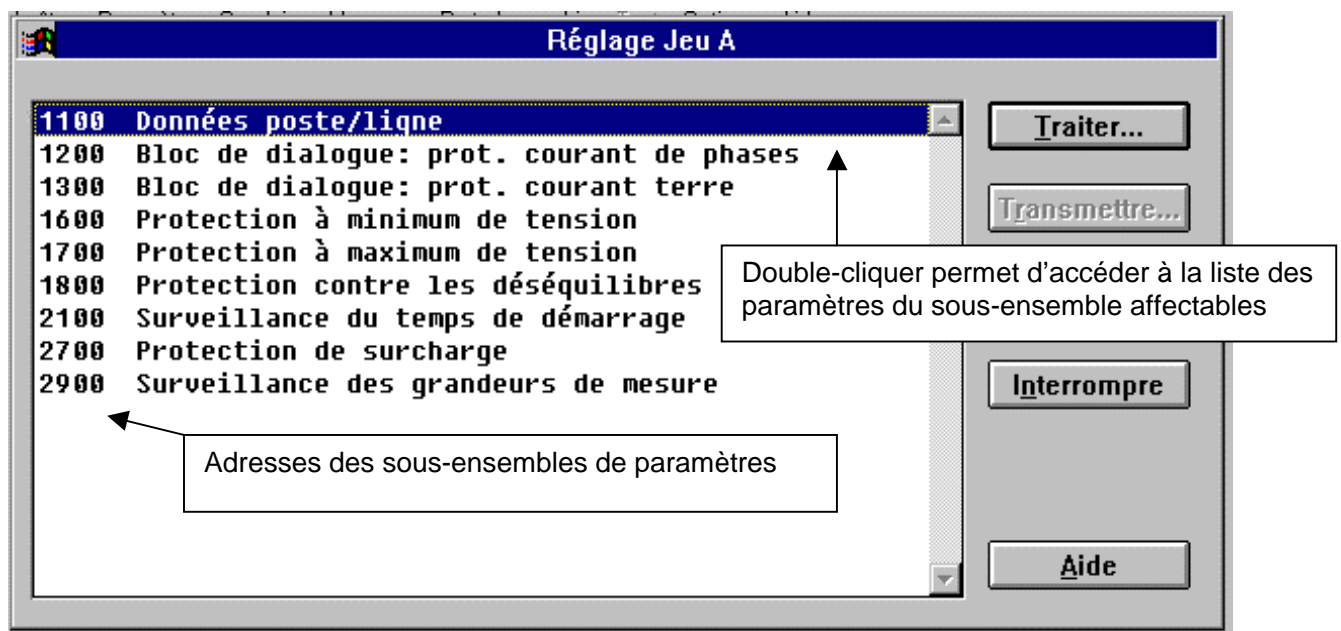 Réglage Jeu A
1100 Données poste/ligne
1200 Bloc de dialogue: prot. courant de phases
1300 Bloc de dialogue: prot. courant terre
1600 Protection à minimum de tension
1700 Protection à maximum de tension
1800 Protection contre les déséquilibres
2100 Surveillance du temps de démarrage
2700 Protection de surcharge
2900 Surveillance des grandeurs de mesure
Traiter...
Transmettre...
Double-cliquer permet d’accéder à la liste des
paramètres du sous-ensemble affectables
Interrompre
Adresses des sous-ensembles de paramètres
Aide